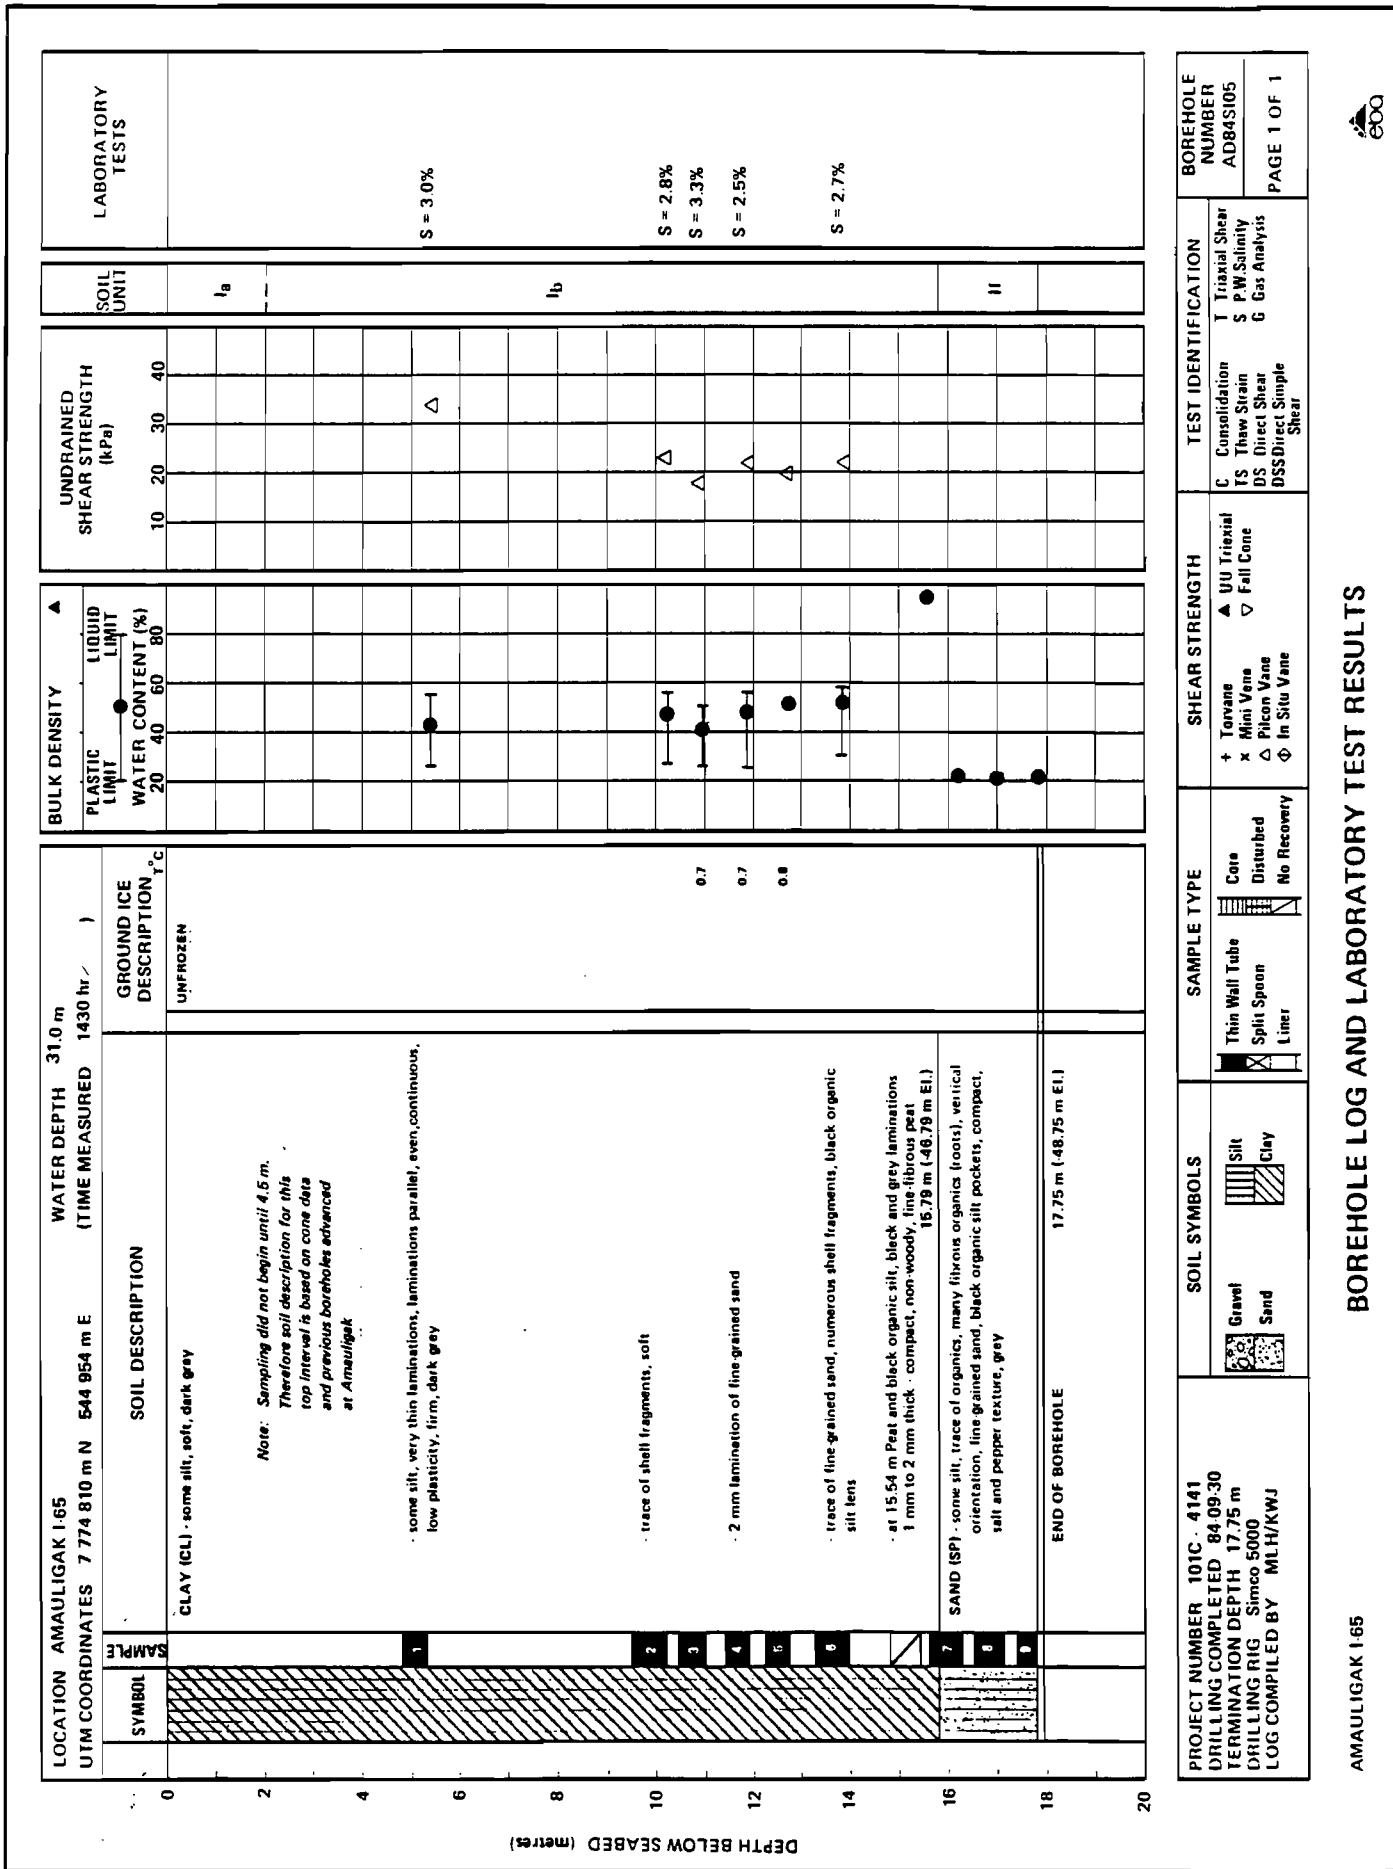 LOCATION AMAULIGAK I-65
WATER DEPTH 31.0 m
UTM COORDINATES 7 774 810 m N 544 954 m E
(TIME MEASURED 1430 hr. )
SYMBOL
SAMPLE
SOIL DESCRIPTION
GROUND ICE
DESCRIPTION
T°C
BULK DENSITY ▲
PLASTIC
LIMIT
LIQUID
LIMIT
WATER CONTENT (%)
20 40 60 80
UNDRAINED
SHEAR STRENGTH
(kPa)
10 20 30 40
SOIL
UNIT
LABORATORY
TESTS
DEPTH BELOW SEABED (metres)
0
2
4
6
8
10
12
14
16
18
20
CLAY (CL) - some silt, soft, dark grey
UNFROZEN
Ia
Note: Sampling did not begin until 4.5 m.
Therefore soil description for this
top interval is based on cone data
and previous boreholes advanced
at Amauligak
1
- some silt, very thin laminations, laminations parallel, even, continuous,
low plasticity, firm, dark grey
S = 3.0%
Ib
2
- trace of shell fragments, soft
S = 2.8%
3
0.7
S = 3.3%
4
- 2 mm lamination of fine-grained sand
0.7
S = 2.5%
5
0.8
6
- trace of fine-grained sand, numerous shell fragments, black organic
silt lens
S = 2.7%
- at 15.54 m Peat and black organic silt, black and grey laminations
1 mm to 2 mm thick - compact, non-woody, fine-fibrous peat
15.79 m (-46.79 m El.)
7
SAND (SP) - some silt, trace of organics, many fibrous organics (roots), vertical
orientation, fine-grained sand, black organic silt pockets, compact,
salt and pepper texture, grey
8
II
9
END OF BOREHOLE
17.75 m (-48.75 m El.)
PROJECT NUMBER 101C - 4141
DRILLING COMPLETED 84-09-30
TERMINATION DEPTH 17.75 m
DRILLING RIG Simco 5000
LOG COMPILED BY MLH/KWJ
SOIL SYMBOLS
Gravel
Silt
Sand
Clay
SAMPLE TYPE
Thin Wall Tube
Core
Split Spoon
Disturbed
Liner
No Recovery
SHEAR STRENGTH
+ Torvane
▲ UU Triaxial
x Mini Vane
▽ Fall Cone
△ Pilcon Vane
In Situ Vane
TEST IDENTIFICATION
C Consolidation
T Triaxial Shear
TS Thaw Strain
S P.W. Salinity
DS Direct Shear
G Gas Analysis
DSS Direct Simple
Shear
BOREHOLE
NUMBER
AD84SI05
PAGE 1 OF 1
AMAULIGAK I-65
BOREHOLE LOG AND LABORATORY TEST RESULTS
eba